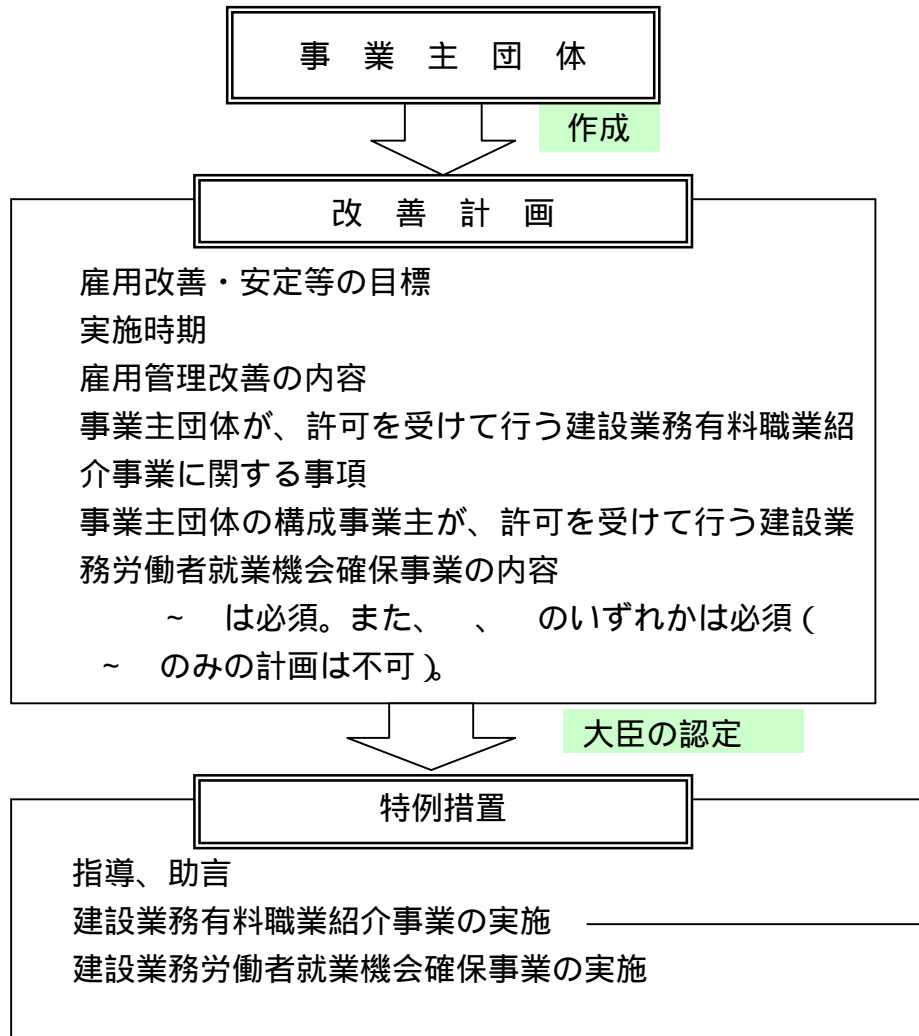 事 業 主 団 体
作成
改 善 計 画
雇用改善・安定等の目標
実施時期
雇用管理改善の内容
事業主団体が、許可を受けて行う建設業務有料職業紹
介事業に関する事項
事業主団体の構成事業主が、許可を受けて行う建設業
務労働者就業機会確保事業の内容
~ は必須。また、 、 のいずれかは必須(
~ のみの計画は不可)。
大臣の認定
特例措置
指導、助言
建設業務有料職業紹介事業の実施
建設業務労働者就業機会確保事業の実施